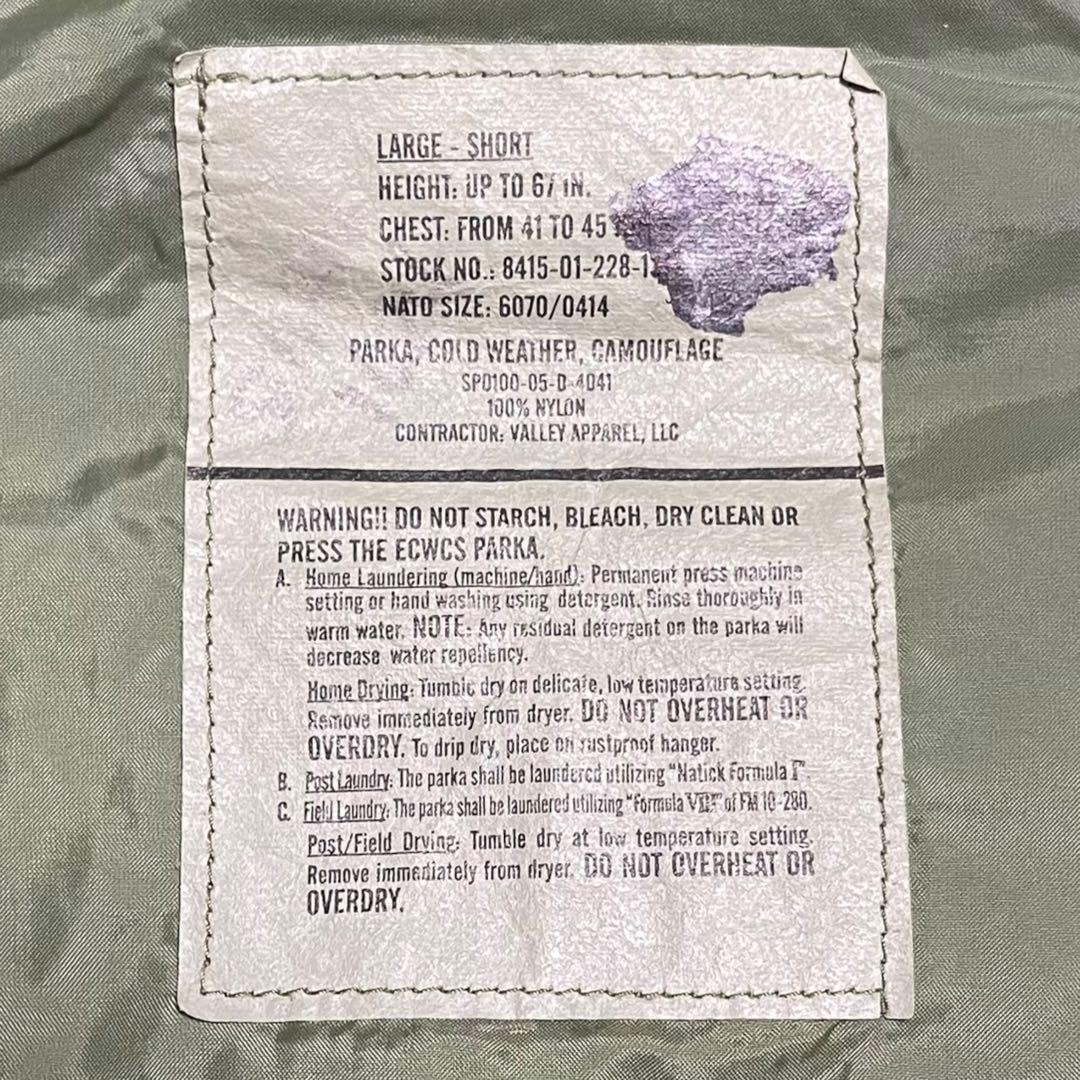 LARGE - SHORT
HEIGHT: UP TO 67 IN.
CHEST: FROM 41 TO 45
STOCK NO.: 8415-01-228-1
NATO SIZE: 6070/0414
PARKA, COLD WEATHER, CAMOUFLAGE
SP0100-05-D-4041
100% NYLON
CONTRACTOR: VALLEY APPAREL, LLC
WARNING!! DO NOT STARCH, BLEACH, DRY CLEAN OR
PRESS THE ECWCS PARKA.
A. Home Laundering (machine/hand): Permanent press machine
setting or hand washing using detergent. Rinse thoroughly in
warm water. NOTE: Any residual detergent on the parka will
decrease water repellency.
Home Drying: Tumble dry on delicate, low temperature setting.
Remove immediately from dryer. DO NOT OVERHEAT OR
OVERDRY. To drip dry, place on rustproof hanger.
B. Post Laundry: The parka shall be laundered utilizing "Natick Formula I".
C. Field Laundry: The parka shall be laundered utilizing "Formula VIII" of FM 10-280.
Post/Field Drying: Tumble dry at low temperature setting.
Remove immediately from dryer. DO NOT OVERHEAT OR
OVERDRY.